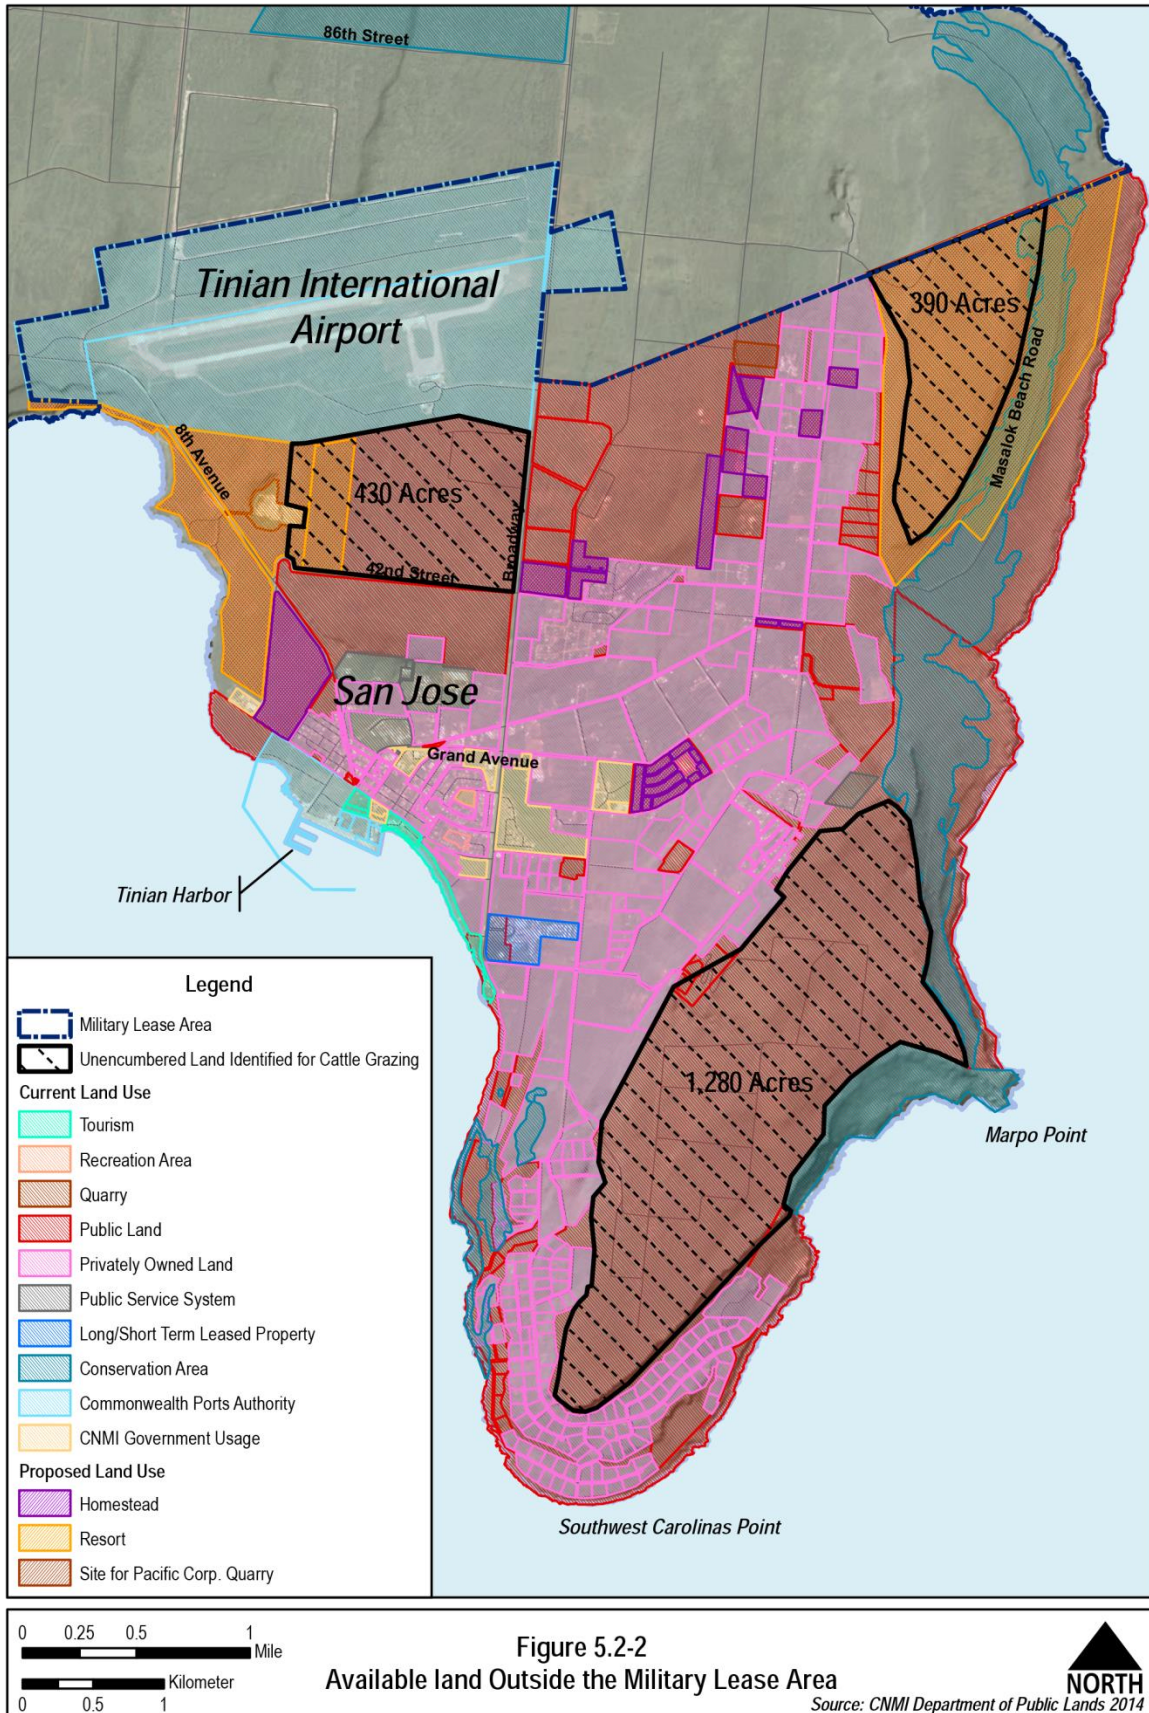 86th Street
Tinian International
Airport
390 Acres
Masalok Beach Road
8th Avenue
430 Acres
Broadway
42nd Street
San Jose
Grand Avenue
Tinian Harbor
1,280 Acres
Marpo Point
Southwest Carolinas Point
Legend
Military Lease Area
Unencumbered Land Identified for Cattle Grazing
Current Land Use
Tourism
Recreation Area
Quarry
Public Land
Privately Owned Land
Public Service System
Long/Short Term Leased Property
Conservation Area
Commonwealth Ports Authority
CNMI Government Usage
Proposed Land Use
Homestead
Resort
Site for Pacific Corp. Quarry
0 0.25 0.5 1
Mile
Kilometer
0 0.5 1
Figure 5.2-2
Available land Outside the Military Lease Area
NORTH
Source: CNMI Department of Public Lands 2014